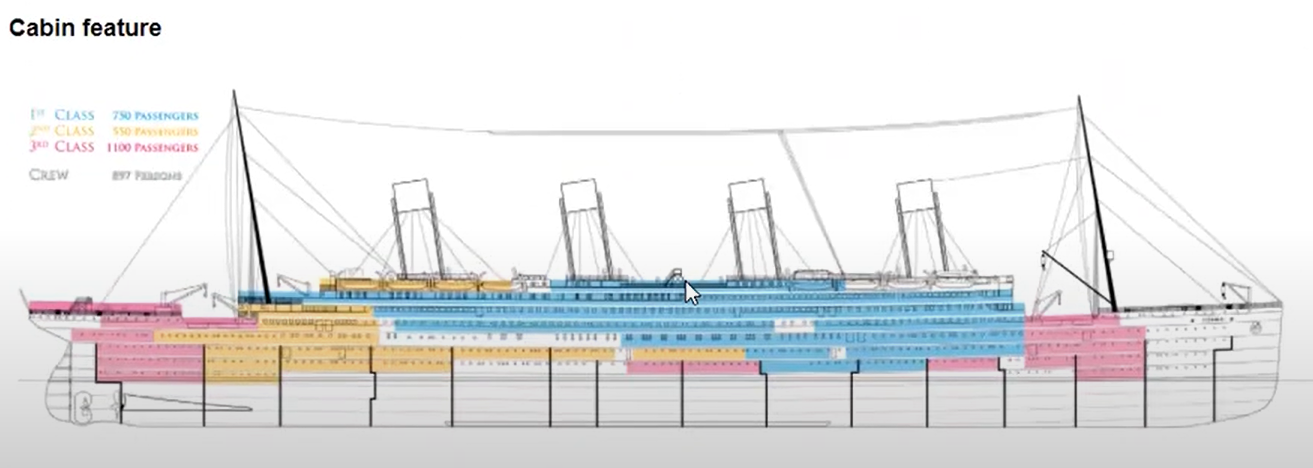 Cabin feature
1ST CLASS 750 PASSENGERS
2ND CLASS 550 PASSENGERS
3RD CLASS 1100 PASSENGERS
CREW 897 PERSONS